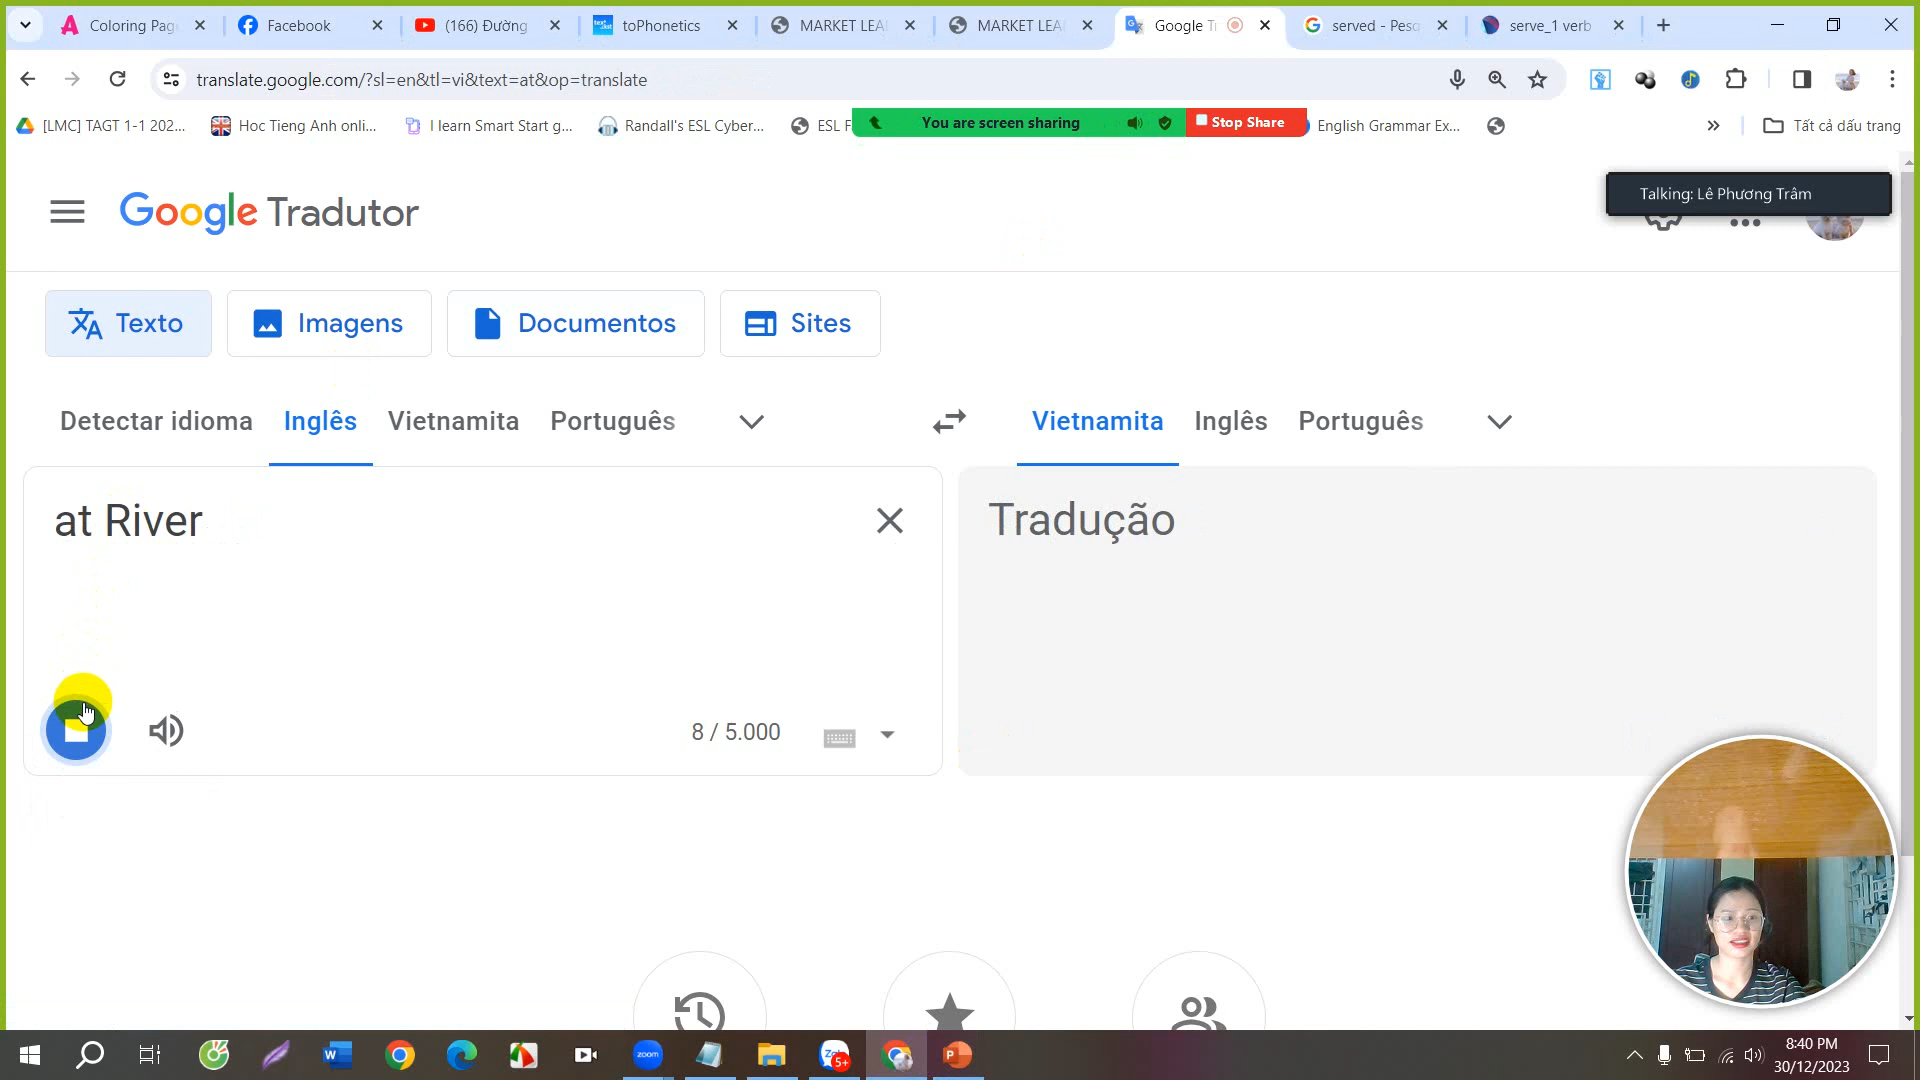 Coloring Pag
Facebook
(166) Đường
toPhonetics
MARKET LEA
MARKET LEA
Google Tr
served - Pesq
serve_1 verb
translate.google.com/?sl=en&tl=vi&text=at&op=translate
[LMC] TAGT 1-1 202...
Hoc Tieng Anh onli...
I learn Smart Start g...
Randall's ESL Cyber...
ESL F
You are screen sharing
Stop Share
English Grammar Ex...
Tất cả dấu trang
Talking: Lê Phương Trâm
Google Tradutor
Texto
Imagens
Documentos
Sites
Detectar idioma
Inglês
Vietnamita
Português
Vietnamita
Inglês
Português
at River
Tradução
8 / 5.000
zoom
5+
8:40 PM
30/12/2023